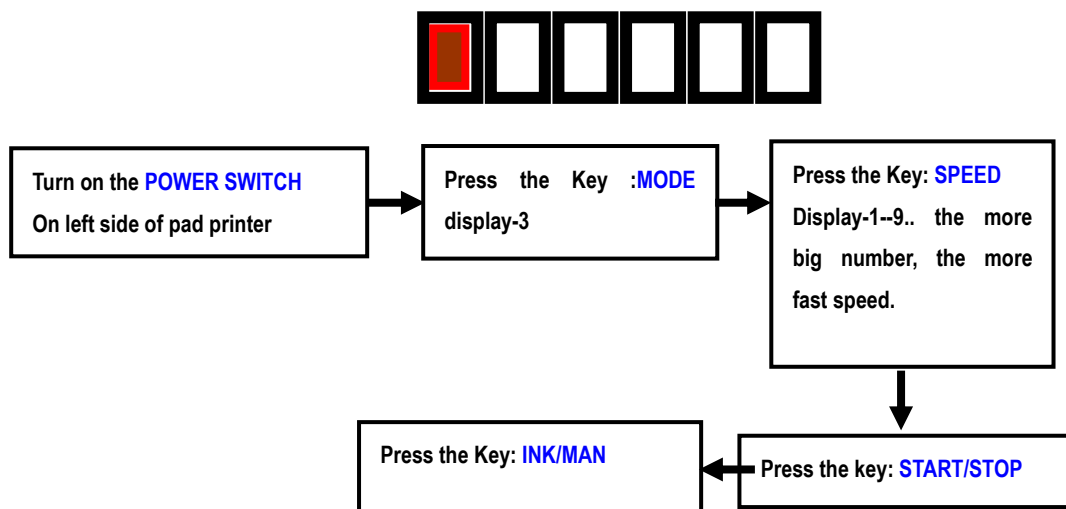 Turn on the POWER SWITCH
On left side of pad printer
Press the Key :MODE
display-3
Press the Key: SPEED
Display-1--9.. the more
big number, the more
fast speed.
Press the key: START/STOP
Press the Key: INK/MAN